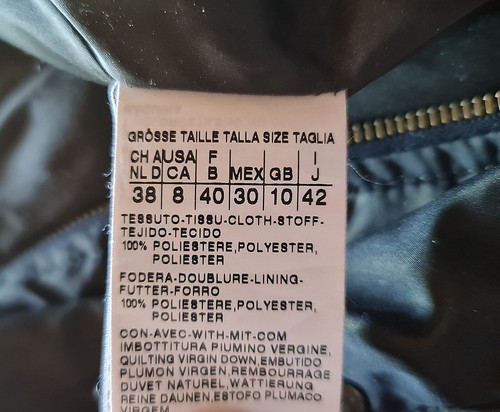 GRÖSSE TAILLE TALLA SIZE TAGLIA
CH A USA F I
NL D CA B MEX GB J
38 8 40 30 10 42
TESSUTO-TISSU-CLOTH-STOFF-
TEJIDO-TECIDO
100% POLIESTERE,POLYESTER,
POLIESTER
FODERA-DOUBLURE-LINING-
FUTTER-FORRO
100% POLIESTERE,POLYESTER,
POLIESTER
CON-AVEC-WITH-MIT-COM
IMBOTTITURA PIUMINO VERGINE,
QUILTING VIRGIN DOWN,EMBUTIDO
PLUMON VIRGEN,REMBOURRAGE
DUVET NATUREL,WATTIERUNG
REINE DAUNEN,ESTOFO PLUMACO
VIRGEM